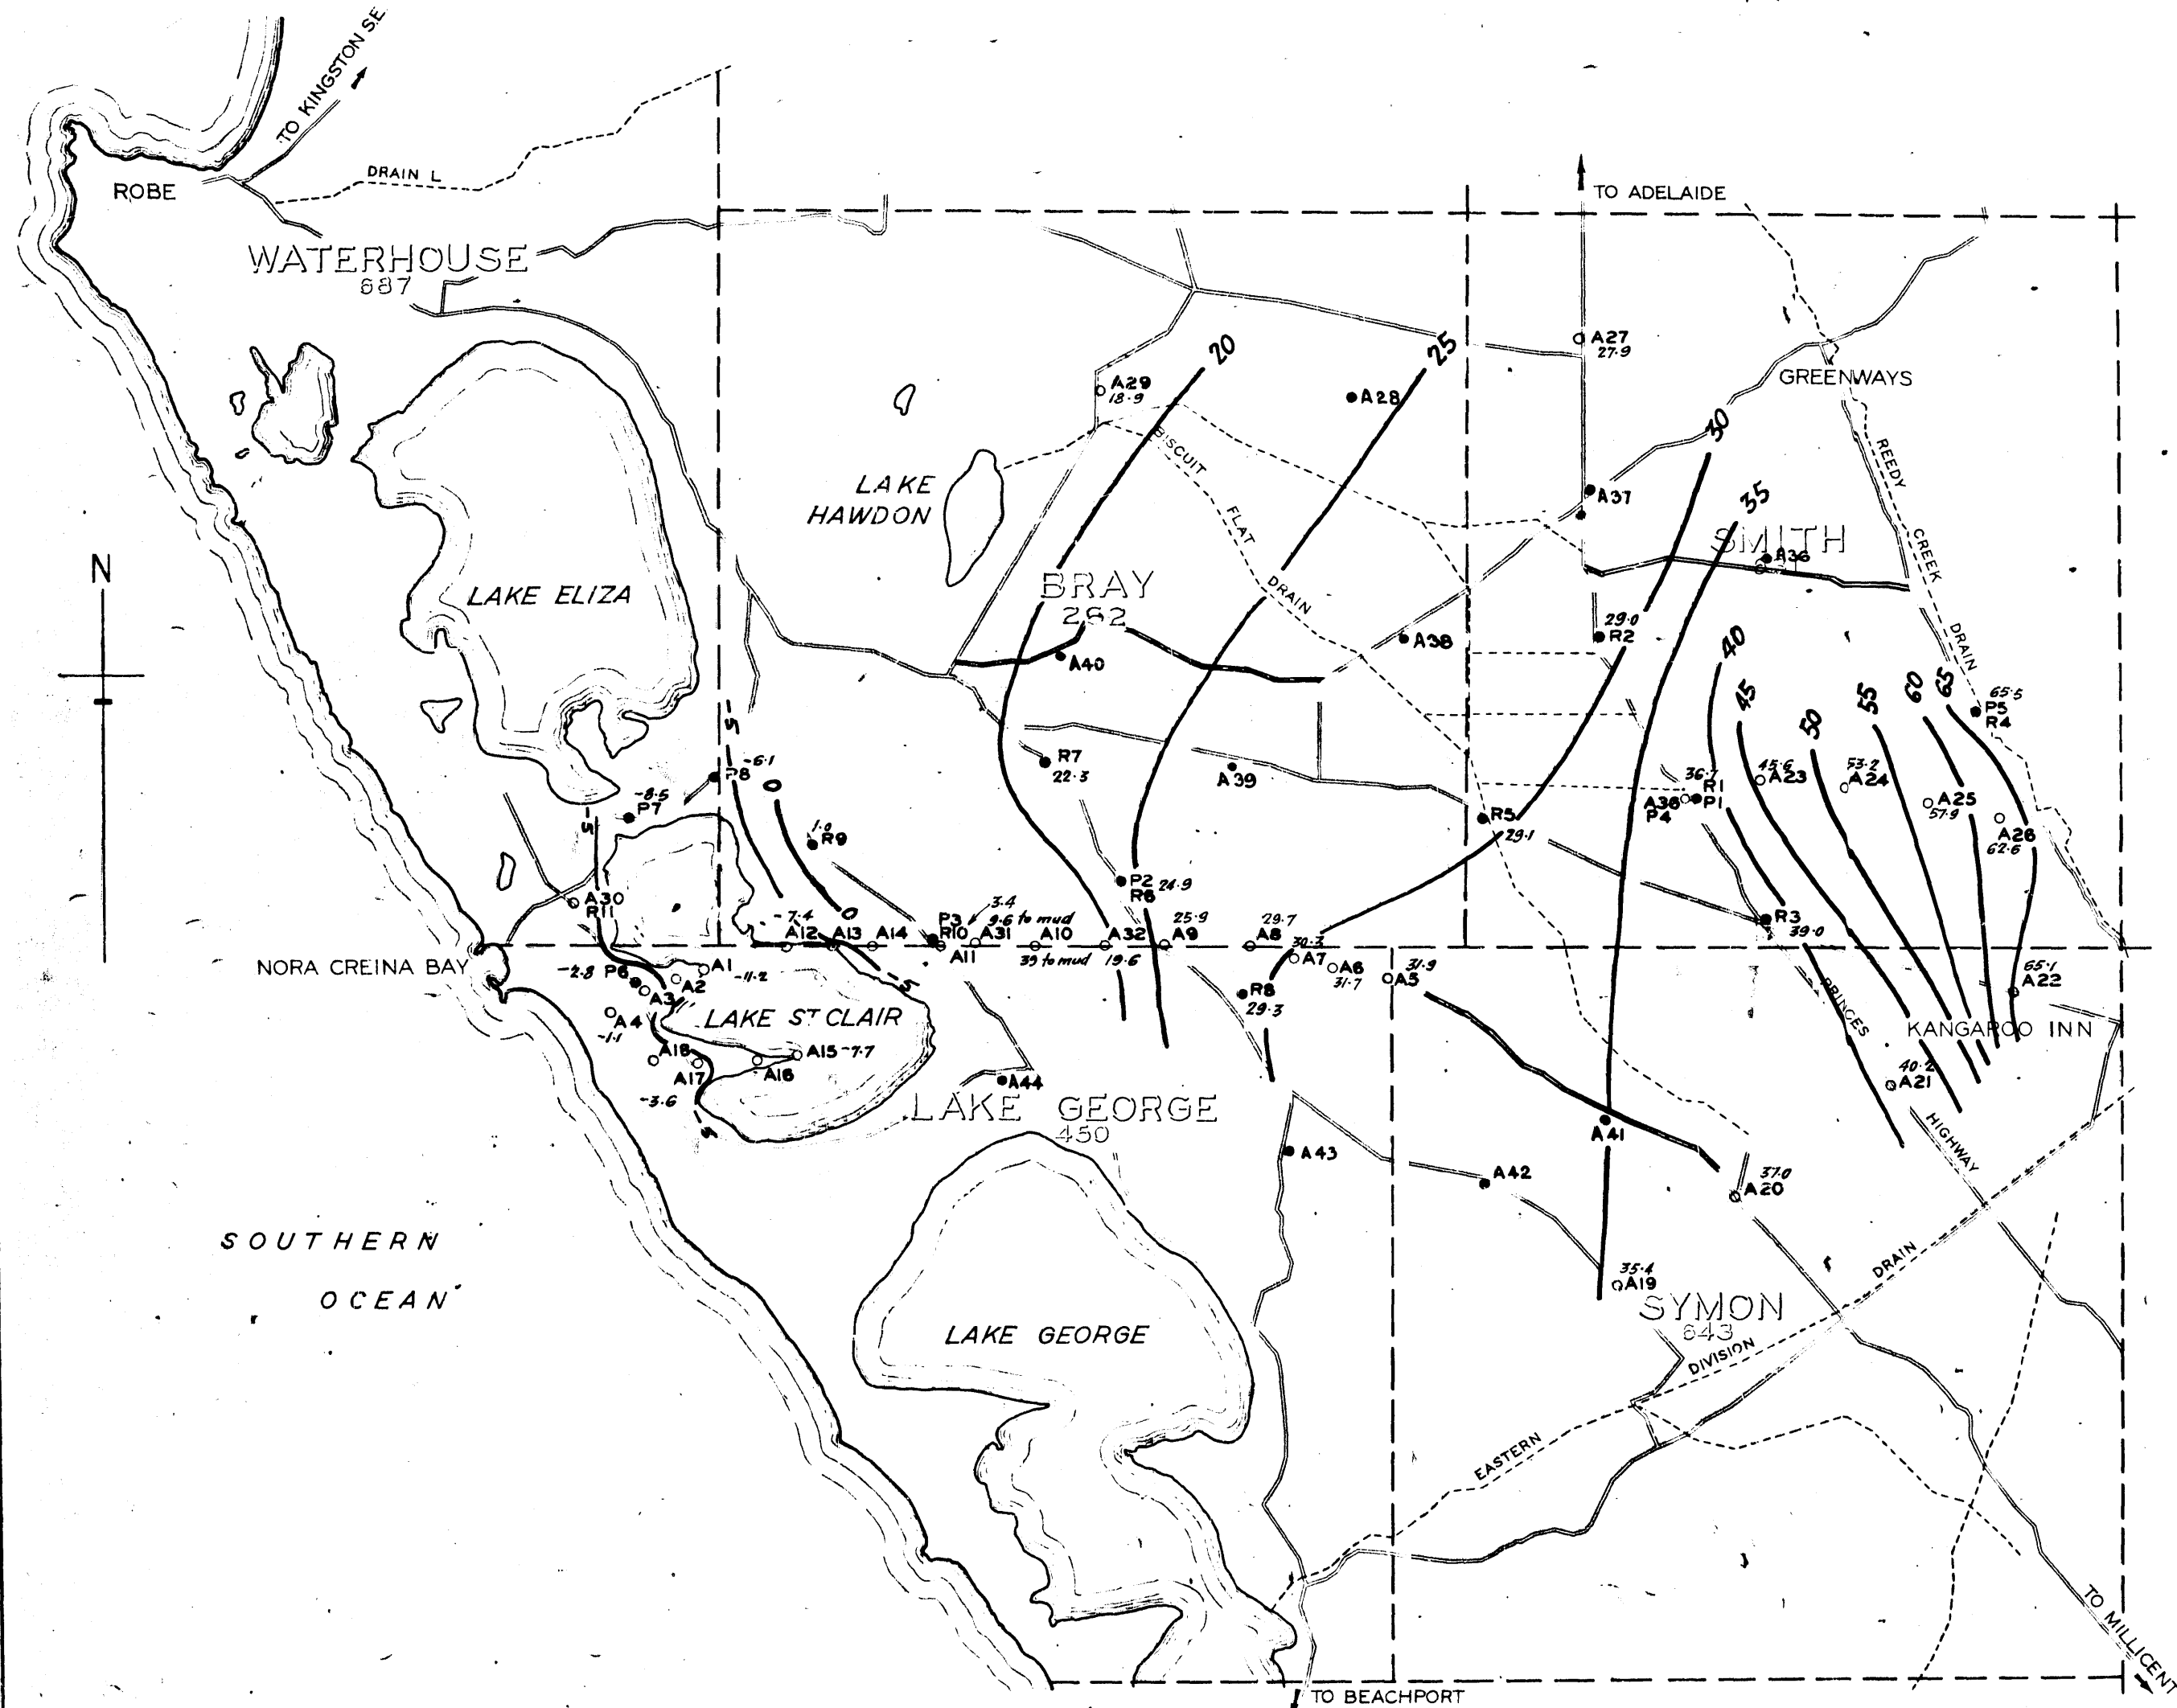 TO KINGSTON S.E
DRAIN L
ROBE
TO ADELAIDE
WATERHOUSE
687
A27
27.9
GREENWAYS
20
25
A29
18.9
A28
30
BISCUIT
FLAT
DRAIN
REEDY
CREEK
DRAIN
LAKE
HAWDON
A37
35
SMITH
A36
N
LAKE ELIZA
BRAY
262
29.0
R2
A38
A40
40
45
50
55
60
65
65.5
P5
R4
-5
-6.1
P8
0
R7
22.3
A39
-8.5
P7
-5
36.7
R1
P1
A36
P4
45.6
A23
53.2
A24
A25
57.9
A26
62.6
1.0
R9
R5
29.1
P2
R6
24.9
A30
R11
-7.4
A12
A13
A14
0
P3
R10
A11
3.4
9.6 to mud
A31
A10
39 to mud
A32
19.6
25.9
A9
29.7
A8
30.3
A7
A6
31.7
31.9
A5
R3
39.0
NORA CREINA BAY
-2.8
P6
A3
A2
A1
-11.2
-5
R8
29.3
65.1
A22
PRINCES
HIGHWAY
KANGAROO INN
A4
-1.1
LAKE ST CLAIR
A18
A17
A16
A15 -7.7
-3.6
-5
A44
40.2
A21
LAKE GEORGE
450
A41
A43
A42
37.0
A20
SOUTHERN
OCEAN
35.4
A19
SYMON
643
LAKE GEORGE
EASTERN
DIVISION
DRAIN
TO MILLICENT
TO BEACHPORT